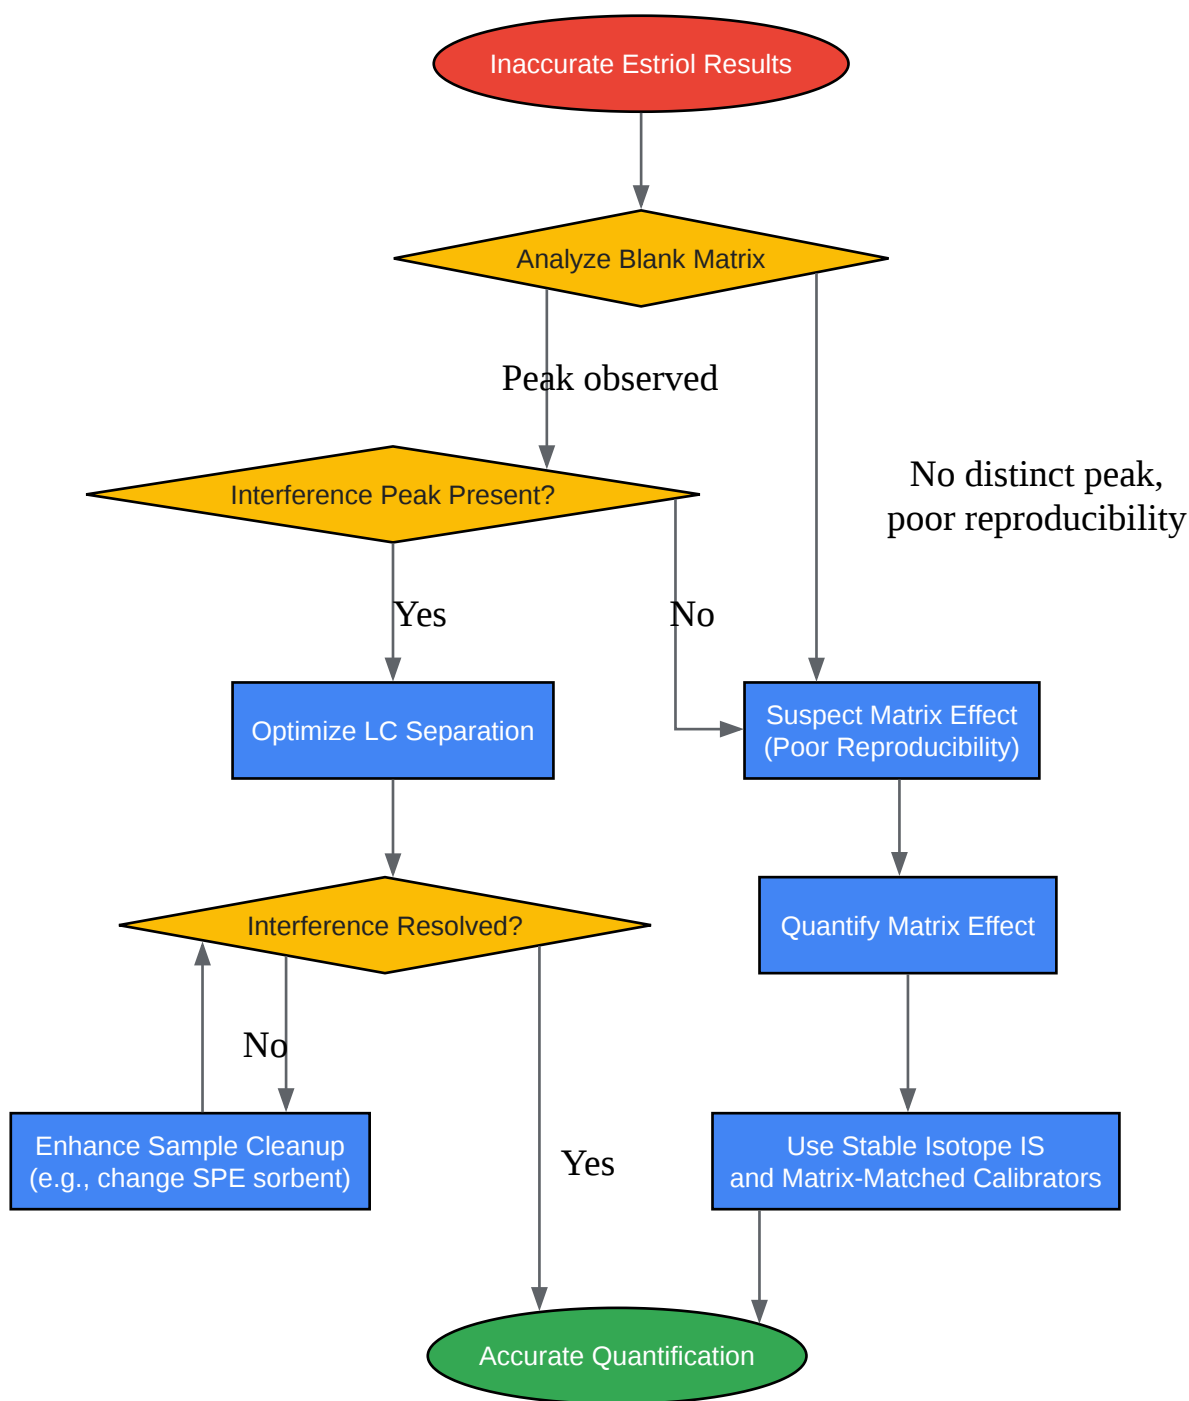 Inaccurate Estriol Results
Analyze Blank Matrix
Peak observed
No distinct peak,
poor reproducibility
Interference Peak Present?
Yes
No
Optimize LC Separation
Suspect Matrix Effect
(Poor Reproducibility)
Interference Resolved?
Quantify Matrix Effect
No
Enhance Sample Cleanup
(e.g., change SPE sorbent)
Yes
Use Stable Isotope IS
and Matrix-Matched Calibrators
Accurate Quantification